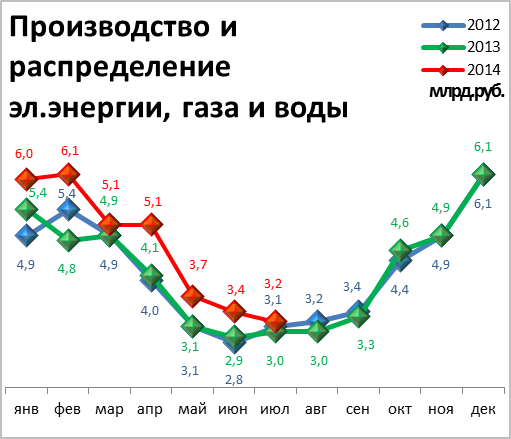 Производство и
распределение
эл.энергии, газа и воды
2012
2013
2014
млрд.руб.
6,0 6,1 5,1 5,1 3,7 3,4 3,2
5,4 4,8 4,9 4,1 3,1 2,9 3,0 3,0 3,3 4,6 4,9 6,1
4,9 5,4 4,9 4,0 3,1 2,8 3,1 3,2 3,4 4,4 4,9 6,1
янв фев мар апр май июн июл авг сен окт ноя дек